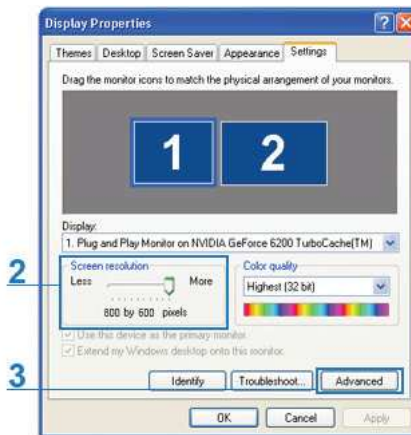 Display Properties
Themes Desktop Screen Saver Appearance Settings
Drag the monitor icons to match the physical arrangement of your monitors.
1 2
Display:
1. Plug and Play Monitor on NVIDIA GeForce 6200 TurboCache(TM)
2
Screen resolution
Less More
800 by 600 pixels
Color quality
Highest (32 bit)
Use this device as the primary monitor.
Extend my Windows desktop onto this monitor.
3
Identify Troubleshoot... Advanced
OK Cancel Apply